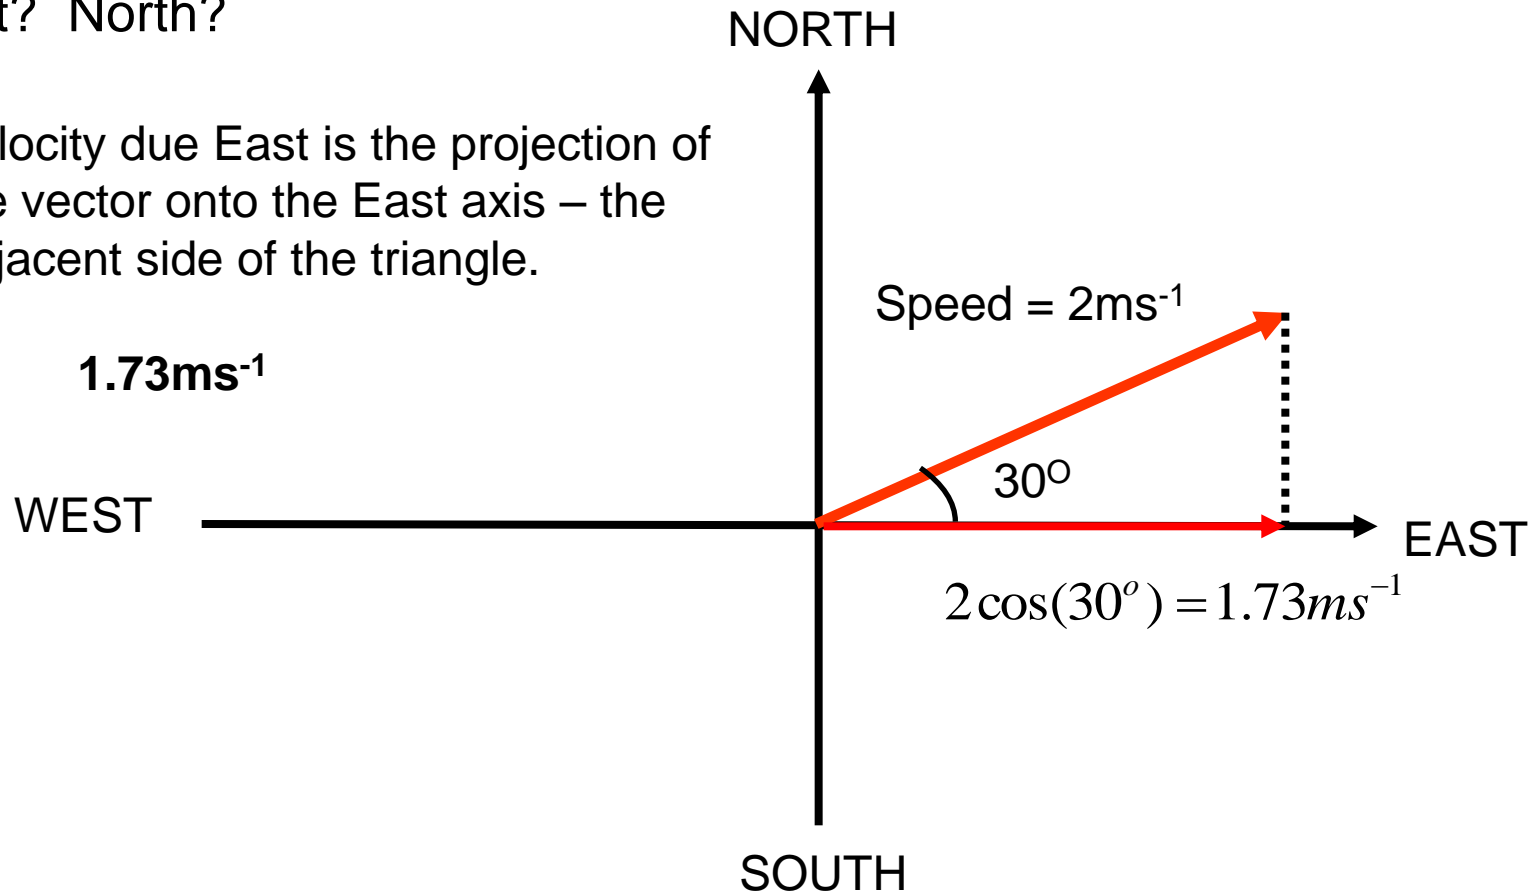 t? North?
NORTH
locity due East is the projection of
e vector onto the East axis – the
jacent side of the triangle.
Speed = 2ms⁻¹
1.73ms⁻¹
30ᴼ
WEST
EAST
2cos(30ᵒ) = 1.73ms⁻¹
SOUTH